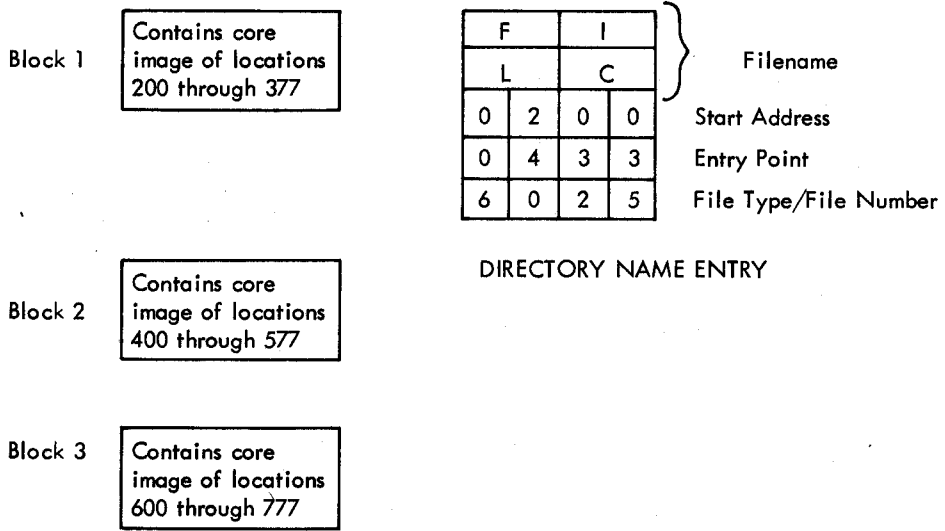 Block 1
Contains core
image of locations
200 through 377
F I
L C
Filename
0 2 0 0 Start Address
0 4 3 3 Entry Point
6 0 2 5 File Type/File Number
DIRECTORY NAME ENTRY
Block 2
Contains core
image of locations
400 through 577
Block 3
Contains core
image of locations
600 through 777